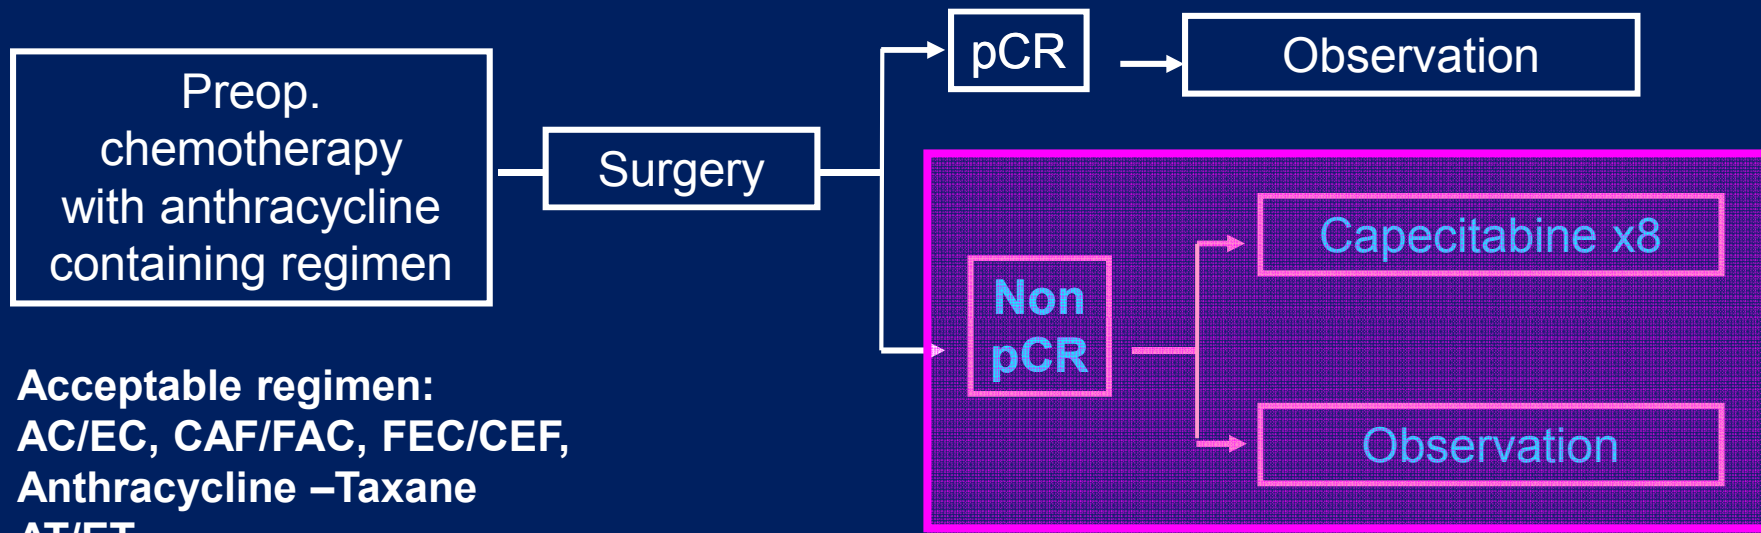 Preop.
chemotherapy
with anthracycline
containing regimen
Surgery
pCR
Observation
Non
pCR
Capecitabine x8
Observation
Acceptable regimen:
AC/EC, CAF/FAC, FEC/CEF,
Anthracycline –Taxane